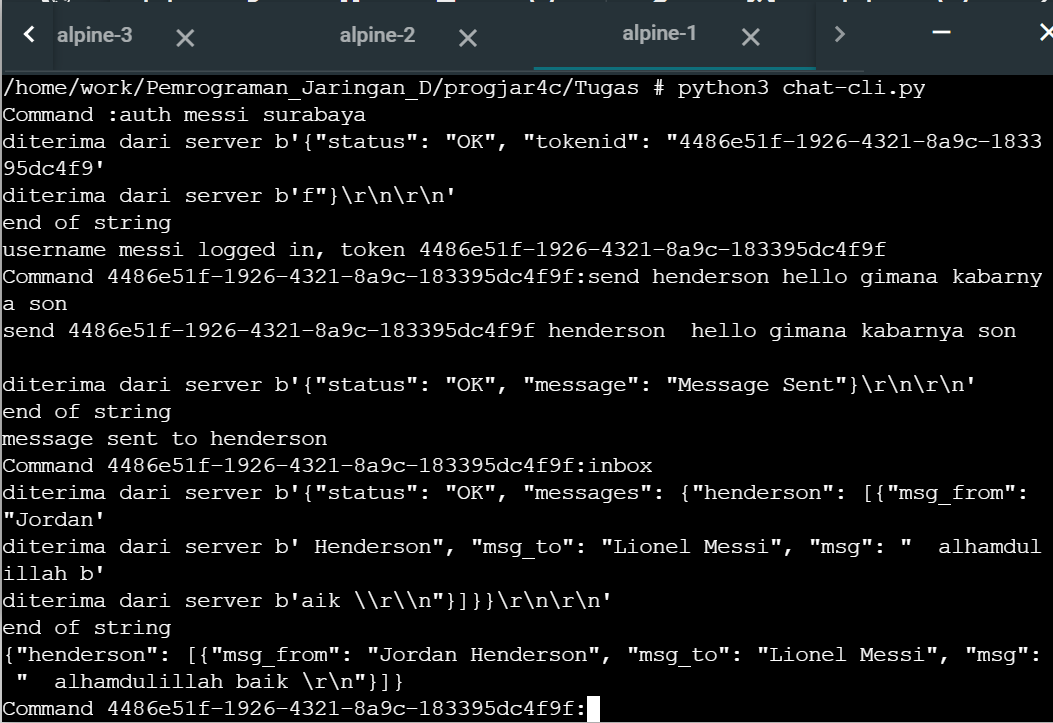 alpine-3
alpine-2
alpine-1
/home/work/Pemrograman_Jaringan_D/progjar4c/Tugas # python3 chat-cli.py
Command :auth messi surabaya
diterima dari server b'{"status": "OK", "tokenid": "4486e51f-1926-4321-8a9c-1833
95dc4f9'
diterima dari server b'f"}\r\n\r\n'
end of string
username messi logged in, token 4486e51f-1926-4321-8a9c-183395dc4f9f
Command 4486e51f-1926-4321-8a9c-183395dc4f9f:send henderson hello gimana kabarny
a son
send 4486e51f-1926-4321-8a9c-183395dc4f9f henderson  hello gimana kabarnya son
diterima dari server b'{"status": "OK", "message": "Message Sent"}\r\n\r\n'
end of string
message sent to henderson
Command 4486e51f-1926-4321-8a9c-183395dc4f9f:inbox
diterima dari server b'{"status": "OK", "messages": {"henderson": [{"msg_from":
"Jordan'
diterima dari server b' Henderson", "msg_to": "Lionel Messi", "msg": "  alhamdul
illah b'
diterima dari server b'aik \\r\\n"}]}}\r\n\r\n'
end of string
{"henderson": [{"msg_from": "Jordan Henderson", "msg_to": "Lionel Messi", "msg":
 "  alhamdulillah baik \r\n"}]}
Command 4486e51f-1926-4321-8a9c-183395dc4f9f: